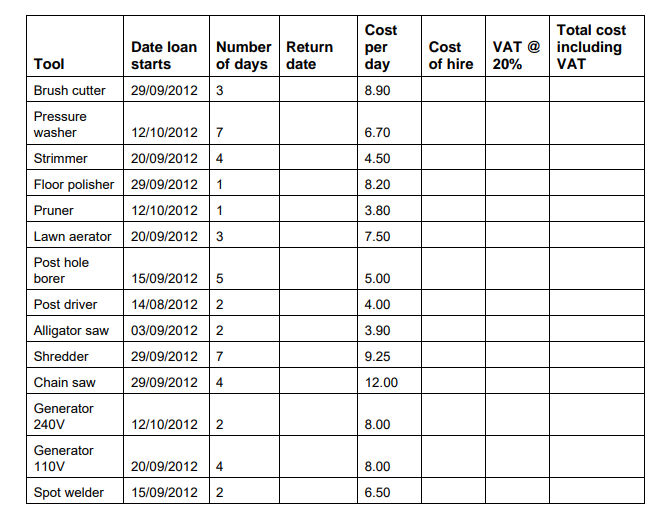 Tool Date loan starts Number of days Return date Cost per day Cost of hire VAT @ 20% Total cost including VAT
Brush cutter 29/09/2012 3 8.90
Pressure washer 12/10/2012 7 6.70
Strimmer 20/09/2012 4 4.50
Floor polisher 29/09/2012 1 8.20
Pruner 12/10/2012 1 3.80
Lawn aerator 20/09/2012 3 7.50
Post hole borer 15/09/2012 5 5.00
Post driver 14/08/2012 2 4.00
Alligator saw 03/09/2012 2 3.90
Shredder 29/09/2012 7 9.25
Chain saw 29/09/2012 4 12.00
Generator 240V 12/10/2012 2 8.00
Generator 110V 20/09/2012 4 8.00
Spot welder 15/09/2012 2 6.50